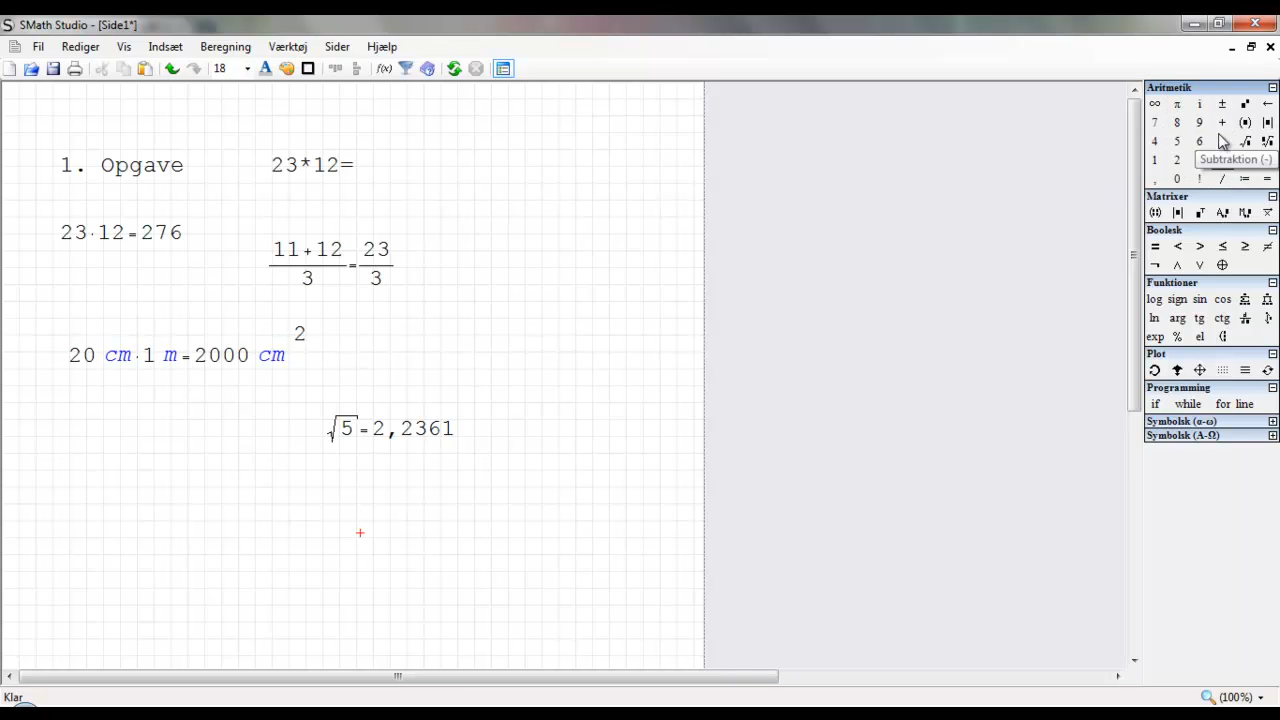 SMath Studio - [Side1*]
Fil Rediger Vis Indsæt Beregning Værktøj Sider Hjælp
18 A f(x)
1. Opgave 23*12=
23·12=276
(11+12)/3=23/3
20 cm·1 m=2000 cm²
√5=2,2361
Aritmetik
∞ π i ± ←
7 8 9 +
4 5 6
1 2
Subtraktion (-)
, 0 ! / := =
Matrixer
Boolesk
= < > ≤ ≥ ≠
¬ ∧ ∨ ⊕
Funktioner
log sign sin cos
ln arg tg ctg
exp % el
Plot
Programming
if while for line
Symbolsk (α-ω)
Symbolsk (Α-Ω)
Klar
(100%)